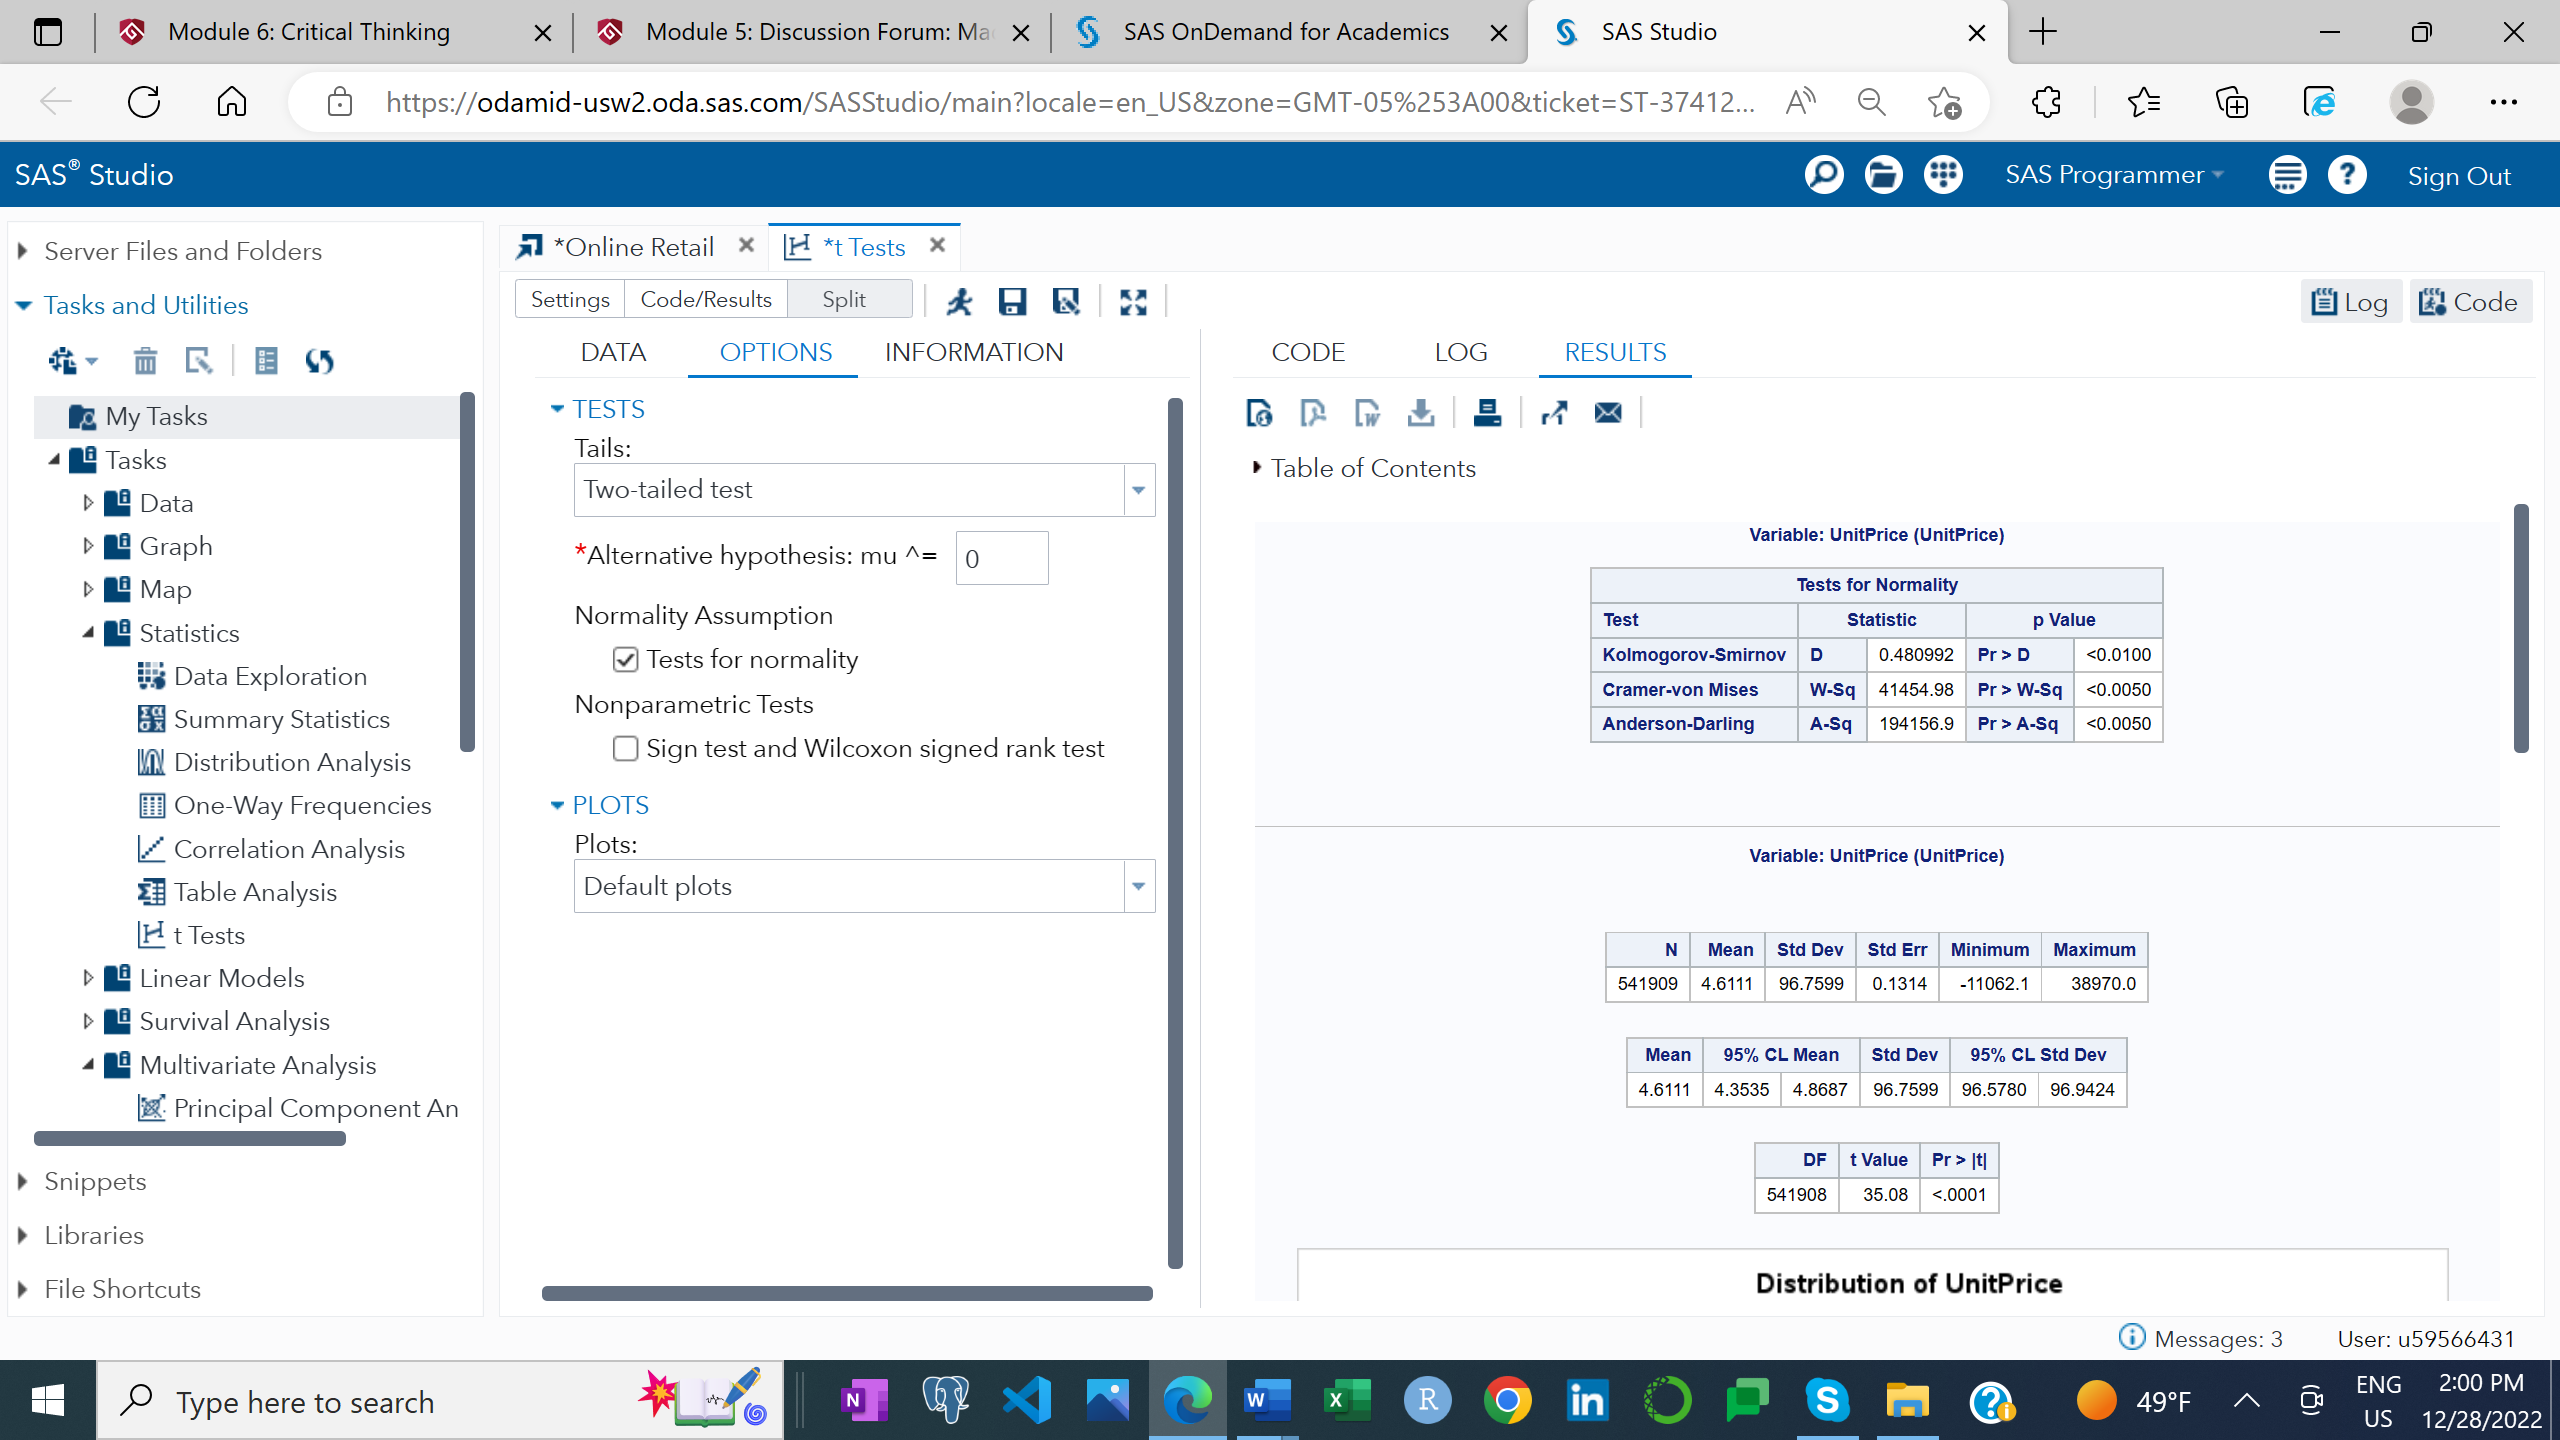 Module 6: Critical Thinking
Module 5: Discussion Forum: Ma
SAS OnDemand for Academics
SAS Studio
https://odamid-usw2.oda.sas.com/SASStudio/main?locale=en_US&zone=GMT-05%253A00&ticket=ST-37412...
SAS® Studio
SAS Programmer
Sign Out
Server Files and Folders
Tasks and Utilities
My Tasks
Tasks
Data
Graph
Map
Statistics
Data Exploration
Summary Statistics
Distribution Analysis
One-Way Frequencies
Correlation Analysis
Table Analysis
t Tests
Linear Models
Survival Analysis
Multivariate Analysis
Principal Component An
Snippets
Libraries
File Shortcuts
*Online Retail
*t Tests
Settings Code/Results Split
Log Code
DATA OPTIONS INFORMATION
TESTS
Tails:
Two-tailed test
*Alternative hypothesis: mu ^= 0
Normality Assumption
Tests for normality
Nonparametric Tests
Sign test and Wilcoxon signed rank test
PLOTS
Plots:
Default plots
CODE LOG RESULTS
Table of Contents
Variable: UnitPrice (UnitPrice)
Tests for Normality
Test Statistic p Value
Kolmogorov-Smirnov D 0.480992 Pr > D <0.0100
Cramer-von Mises W-Sq 41454.98 Pr > W-Sq <0.0050
Anderson-Darling A-Sq 194156.9 Pr > A-Sq <0.0050
Variable: UnitPrice (UnitPrice)
N Mean Std Dev Std Err Minimum Maximum
541909 4.6111 96.7599 0.1314 -11062.1 38970.0
Mean 95% CL Mean Std Dev 95% CL Std Dev
4.6111 4.3535 4.8687 96.7599 96.5780 96.9424
DF t Value Pr > |t|
541908 35.08 <.0001
Distribution of UnitPrice
Messages: 3
User: u59566431
Type here to search
49°F
ENG
US
2:00 PM
12/28/2022